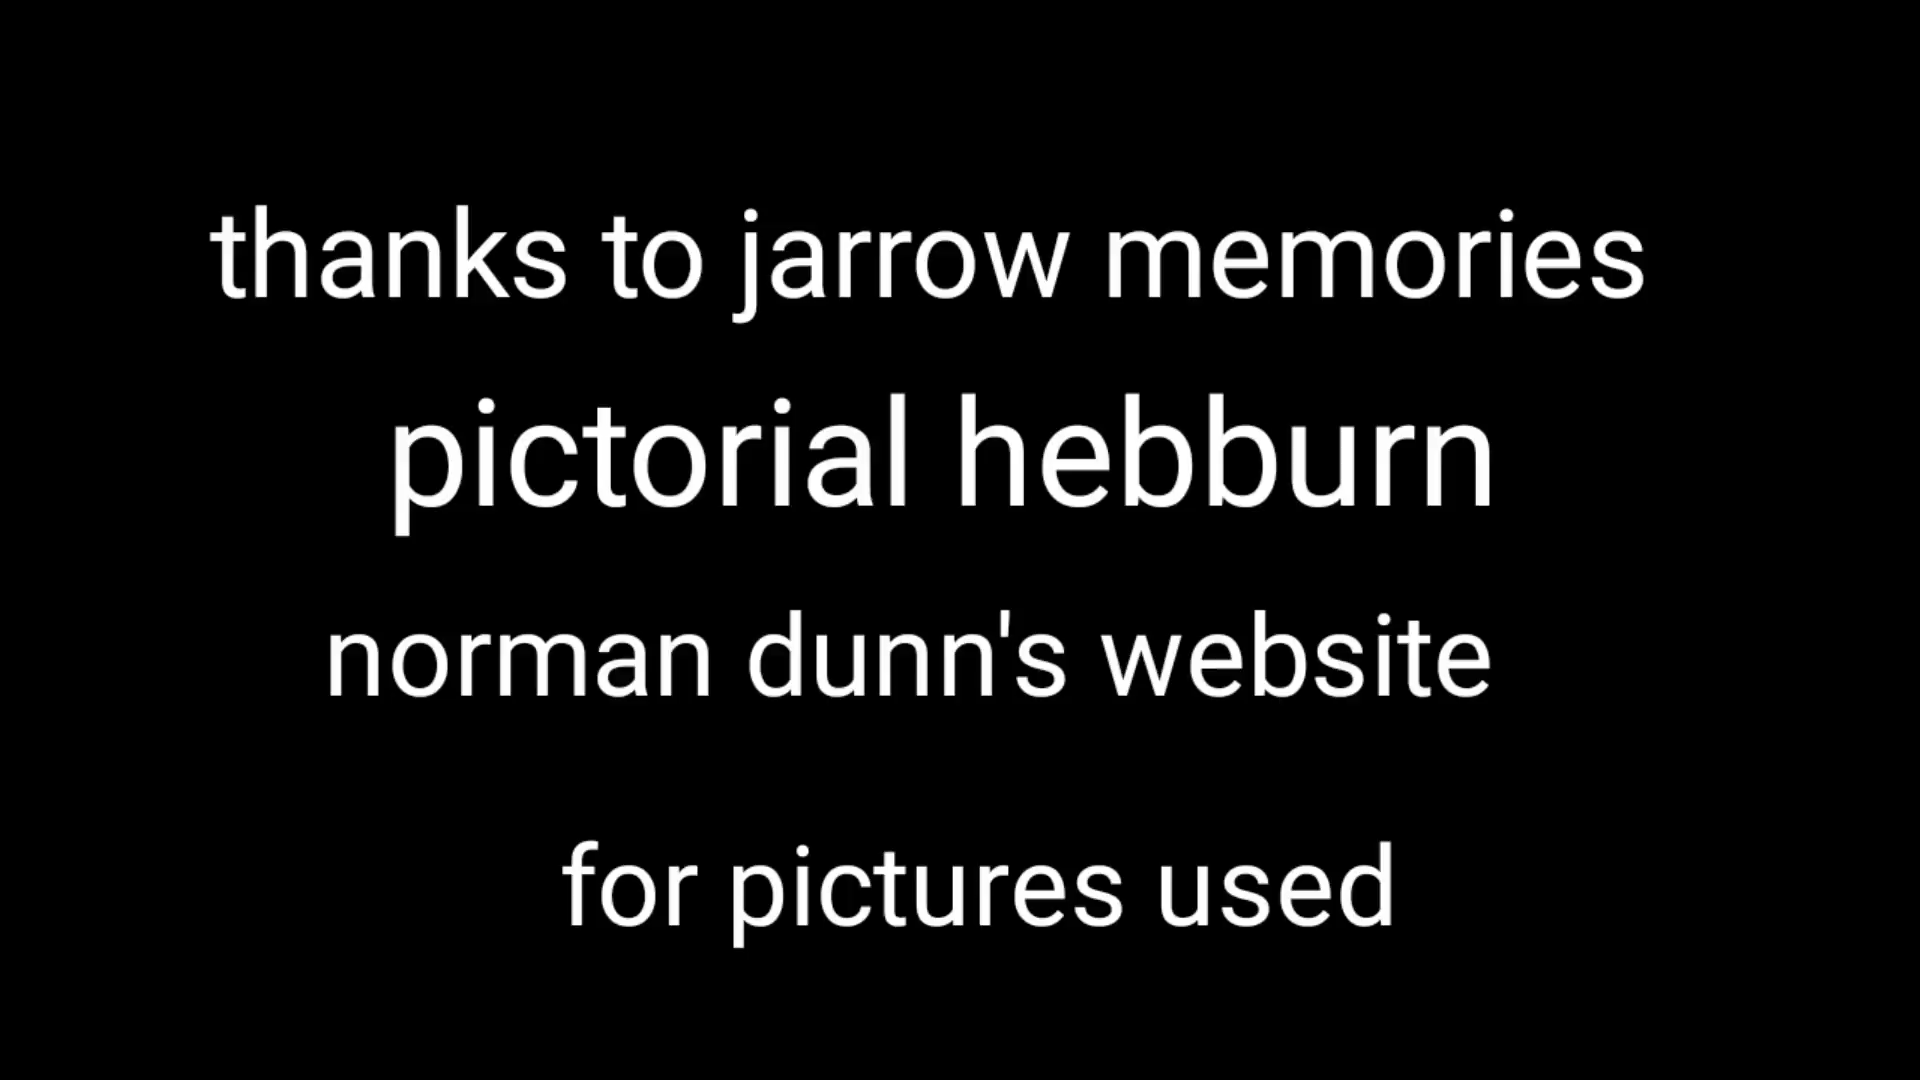 thanks to jarrow memories
pictorial hebburn
norman dunn's website
for pictures used